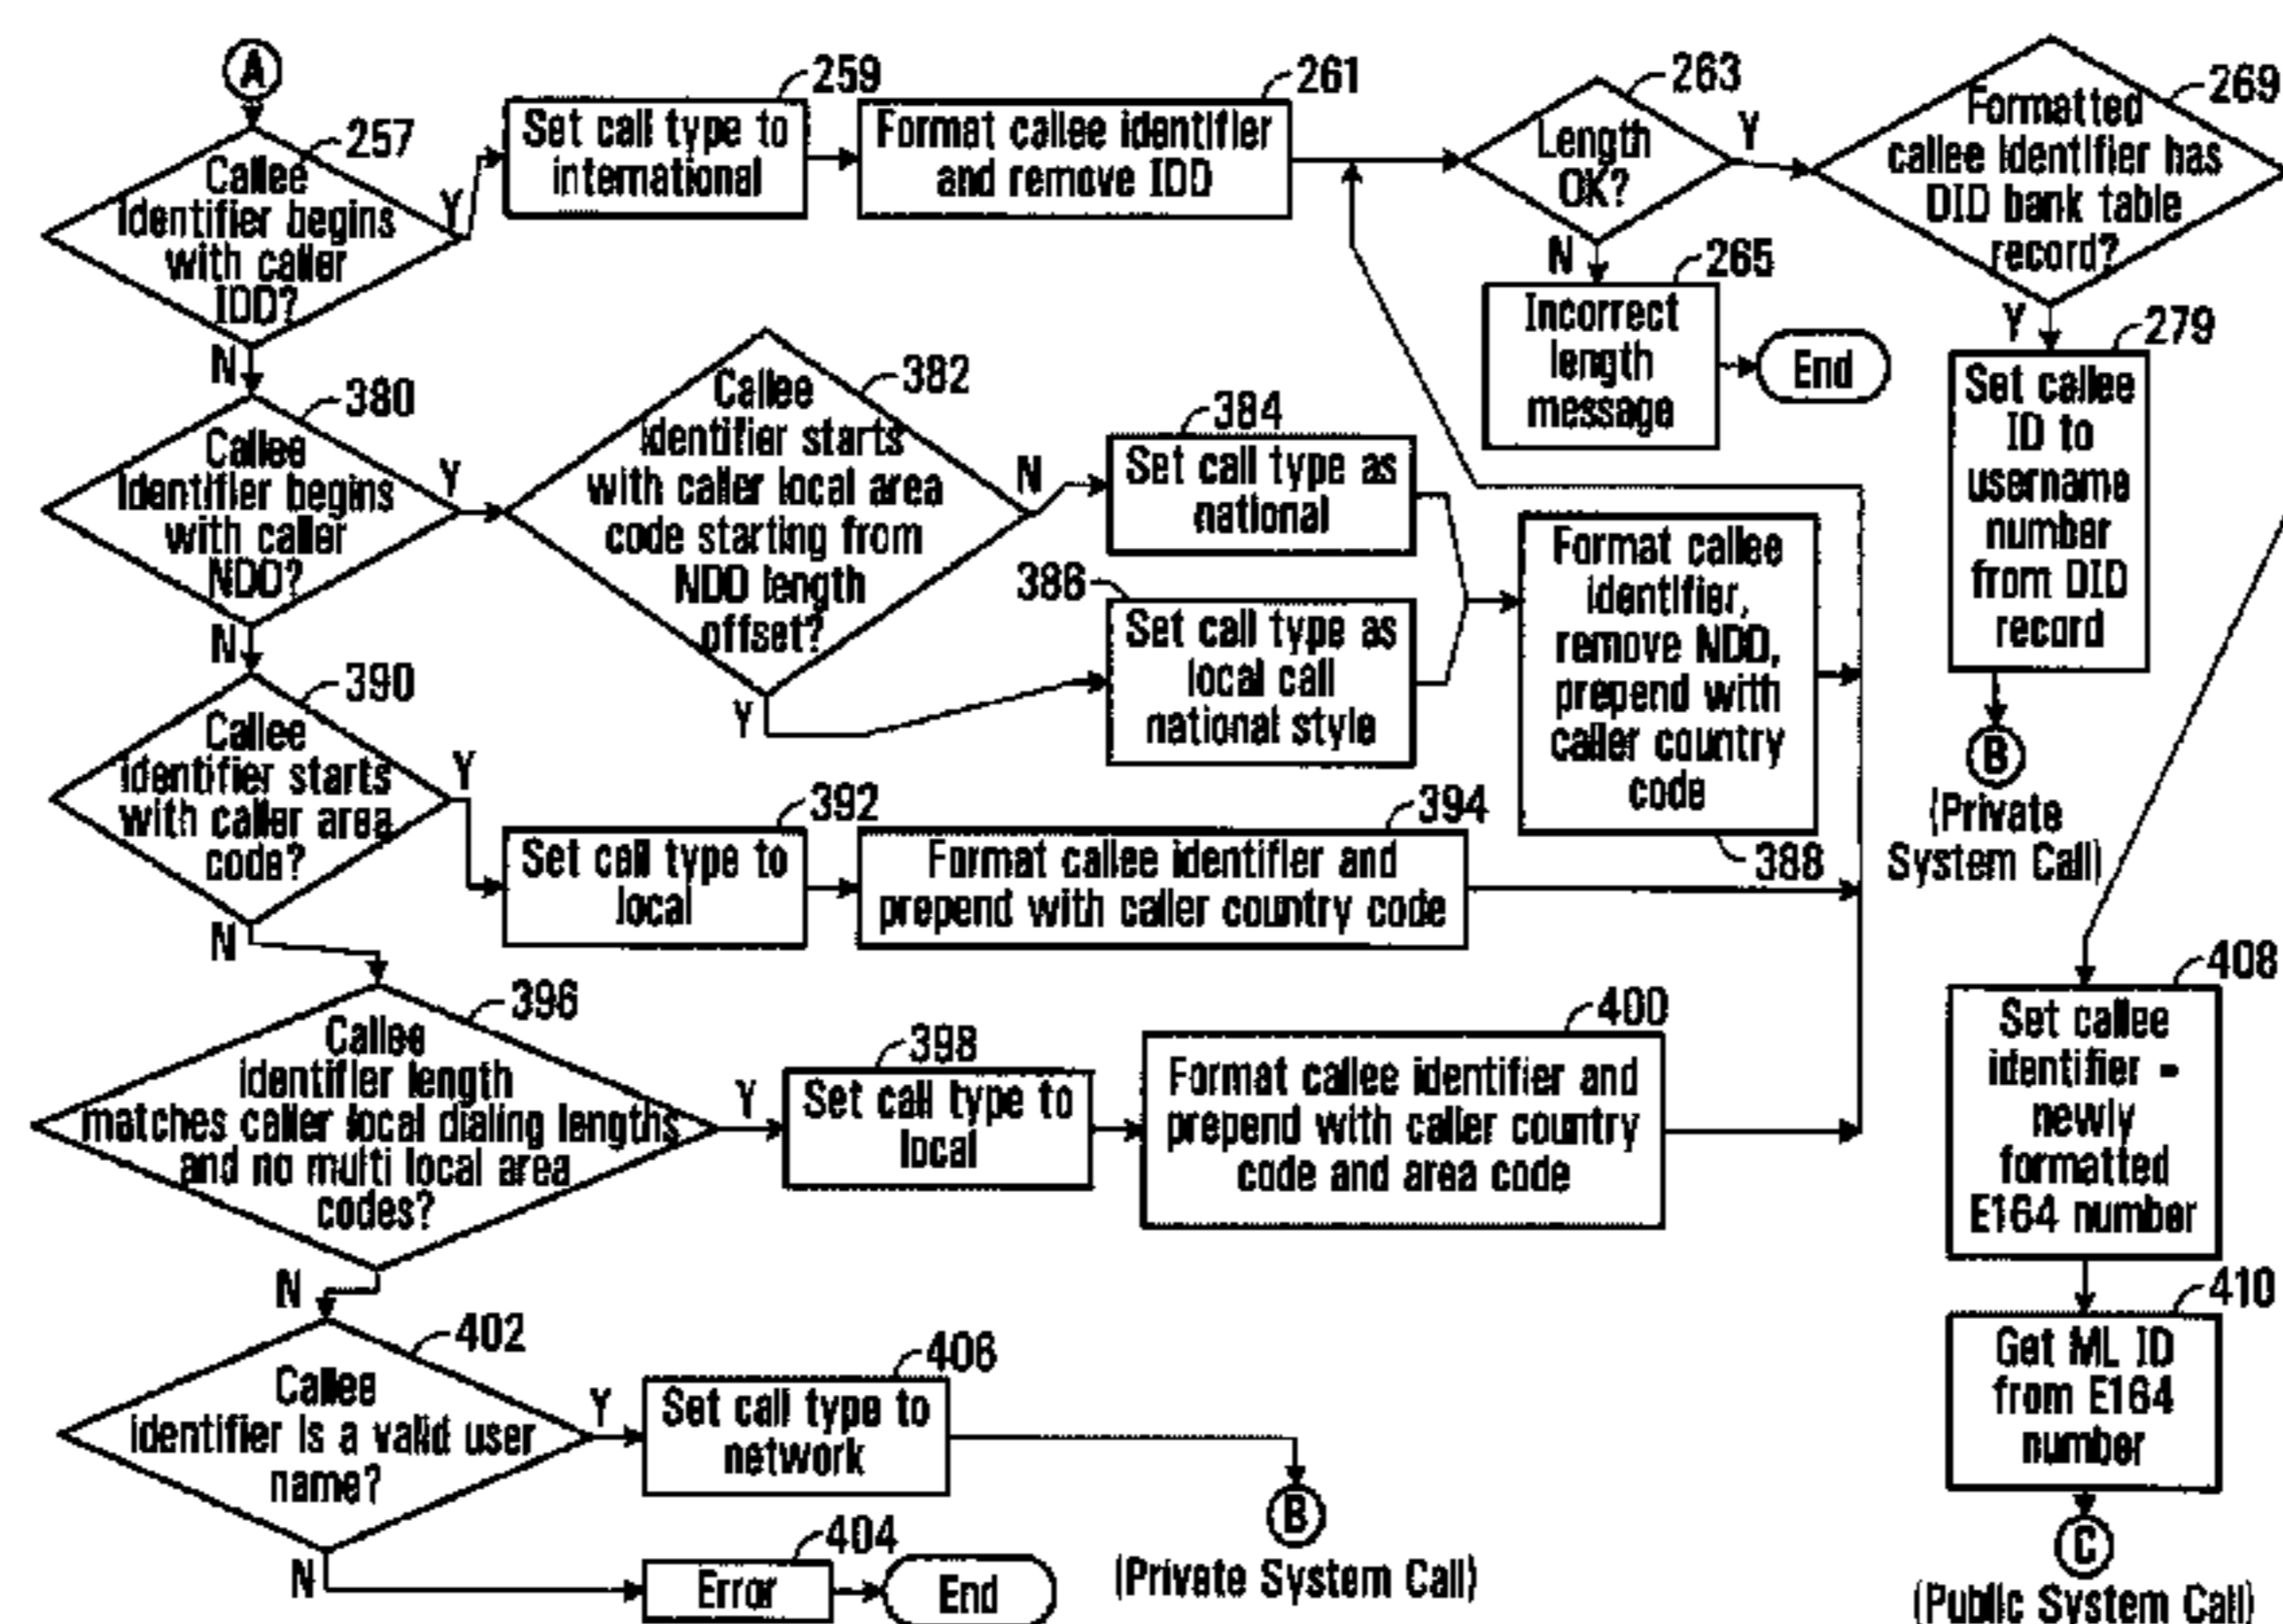 A
257
Callee
identifier begins
with caller
IDD?
Y
N
259
Set call type to
international
261
Format callee identifier
and remove IDD
263
Length
OK?
Y
N
265
Incorrect
length
message
End
269
Formatted
callee identifier has
DID bank table
record?
Y
279
Set callee
ID to
username
number
from DID
record
B
(Private
System Call)
380
Callee
identifier begins
with caller
NDD?
Y
N
382
Callee
identifier starts
with caller local area
code starting from
NDD length
offset?
N
Y
384
Set call type as
national
386
Set call type as
local call
national style
Format callee
identifier,
remove NDD,
prepend with
caller country
code
388
390
Callee
identifier starts
with caller area
code?
Y
N
392
Set call type to
local
394
Format callee identifier and
prepend with caller country code
396
Callee
identifier length
matches caller local dialing lengths
and no multi local area
codes?
Y
N
398
Set call type to
local
400
Format callee identifier and
prepend with caller country
code and area code
402
Callee
identifier is a valid user
name?
Y
N
406
Set call type to
network
B
(Private System Call)
404
Error
End
408
Set callee
identifier =
newly
formatted
E164 number
410
Get ML ID
from E164
number
C
(Public System Call)